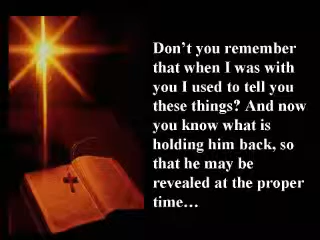 Don’t you remember
that when I was with
you I used to tell you
these things? And now
you know what is
holding him back, so
that he may be
revealed at the proper
time…